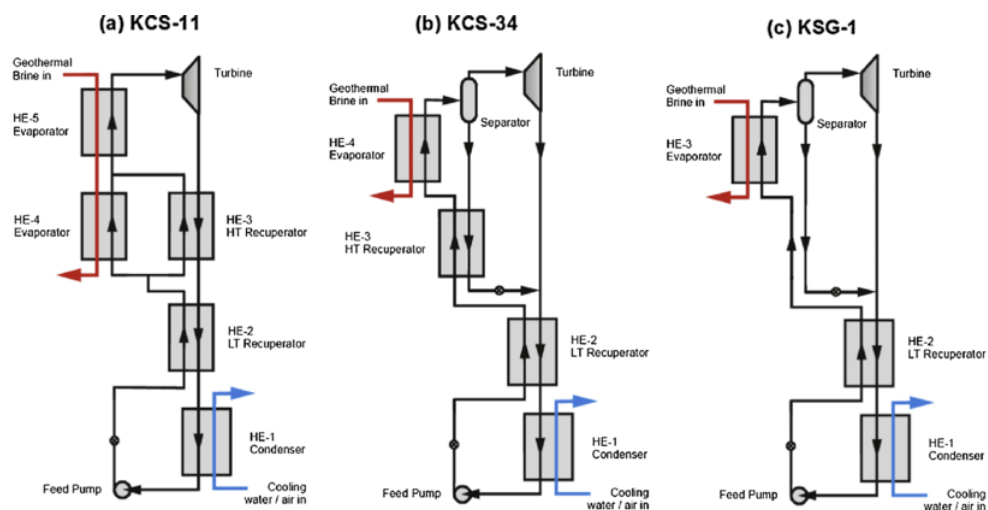 (a) KCS-11
Geothermal
Brine in
Turbine
HE-5
Evaporator
HE-4
Evaporator
HE-3
HT Recuperator
HE-2
LT Recuperator
HE-1
Condenser
Feed Pump
Cooling
water / air in
(b) KCS-34
Geothermal
Brine in
Turbine
Separator
HE-4
Evaporator
HE-3
HT Recuperator
HE-2
LT Recuperator
HE-1
Condenser
Feed Pump
Cooling
water / air in
(c) KSG-1
Geothermal
Brine in
Turbine
Separator
HE-3
Evaporator
HE-2
LT Recuperator
HE-1
Condenser
Feed Pump
Cooling
water / air in